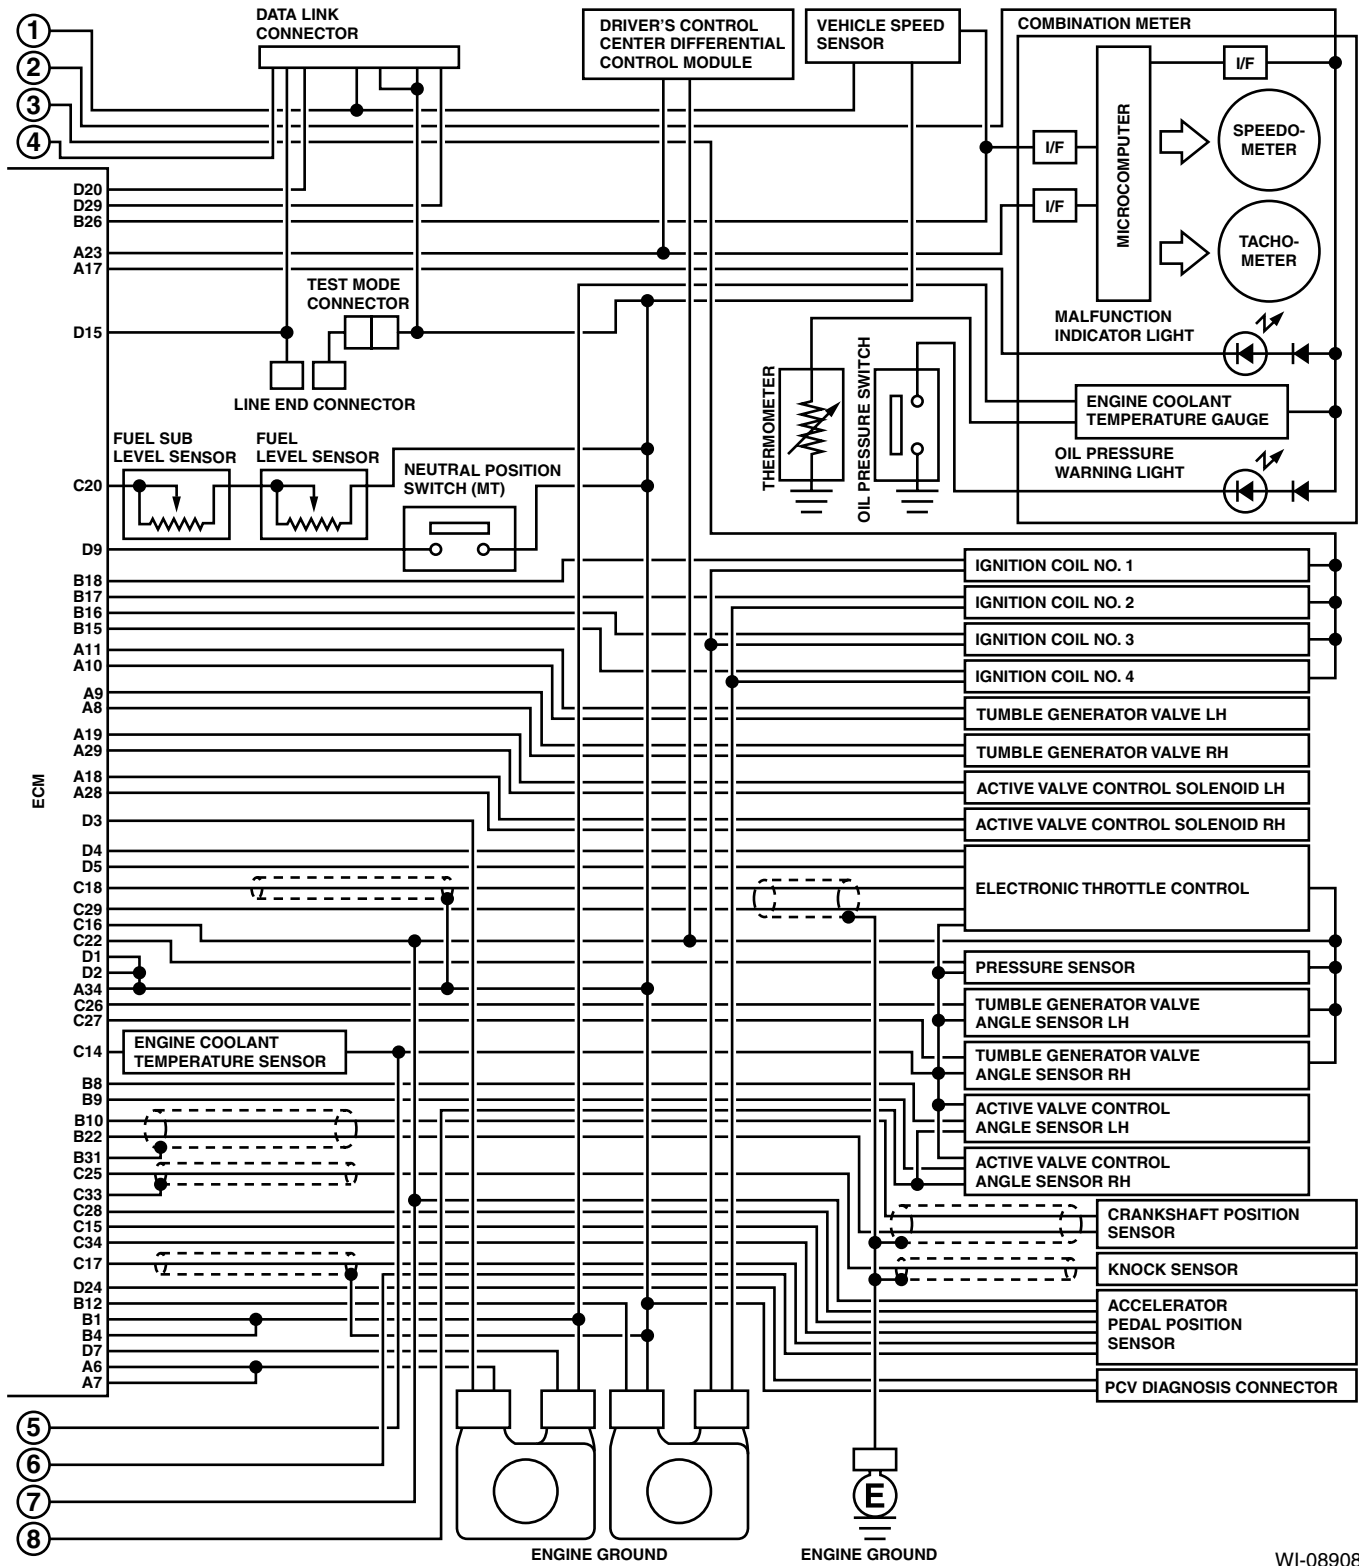 1
DATA LINK
CONNECTOR
DRIVER'S CONTROL
CENTER DIFFERENTIAL
CONTROL MODULE
VEHICLE SPEED
SENSOR
COMBINATION METER
2
3
4
I/F
I/F
I/F
MICROCOMPUTER
SPEEDO-
METER
TACHO-
METER
D20
D29
B26
A23
A17
TEST MODE
CONNECTOR
D15
LINE END CONNECTOR
MALFUNCTION
INDICATOR LIGHT
THERMOMETER
OIL PRESSURE SWITCH
ENGINE COOLANT
TEMPERATURE GAUGE
OIL PRESSURE
WARNING LIGHT
FUEL SUB
LEVEL SENSOR
FUEL
LEVEL SENSOR
NEUTRAL POSITION
SWITCH (MT)
C20
D9
B18
B17
B16
B15
A11
A10
A9
A8
A19
A29
A18
A28
D3
D4
D5
C18
C29
C16
C22
D1
D2
A34
C26
C27
C14
ENGINE COOLANT
TEMPERATURE SENSOR
B8
B9
B10
B22
B31
C25
C33
C28
C15
C34
C17
D24
B12
B1
B4
D7
A6
A7
ECM
IGNITION COIL NO. 1
IGNITION COIL NO. 2
IGNITION COIL NO. 3
IGNITION COIL NO. 4
TUMBLE GENERATOR VALVE LH
TUMBLE GENERATOR VALVE RH
ACTIVE VALVE CONTROL SOLENOID LH
ACTIVE VALVE CONTROL SOLENOID RH
ELECTRONIC THROTTLE CONTROL
PRESSURE SENSOR
TUMBLE GENERATOR VALVE
ANGLE SENSOR LH
TUMBLE GENERATOR VALVE
ANGLE SENSOR RH
ACTIVE VALVE CONTROL
ANGLE SENSOR LH
ACTIVE VALVE CONTROL
ANGLE SENSOR RH
CRANKSHAFT POSITION
SENSOR
KNOCK SENSOR
ACCELERATOR
PEDAL POSITION
SENSOR
PCV DIAGNOSIS CONNECTOR
5
6
7
8
E
ENGINE GROUND
ENGINE GROUND
WI-08908